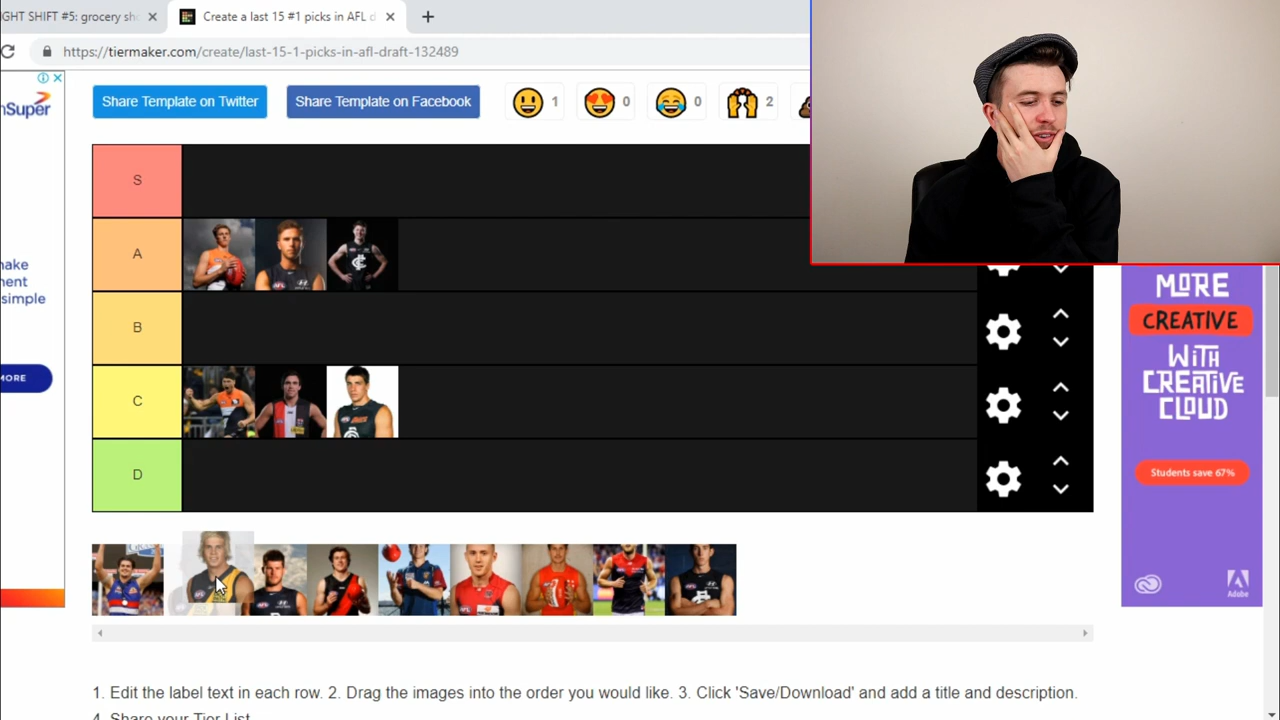 IGHT SHIFT #5: grocery sh
Create a last 15 #1 picks in AFL d
https://tiermaker.com/create/last-15-1-picks-in-afl-draft-132489
nSuper
Share Template on Twitter
Share Template on Facebook
1
0
0
2
S
A
B
C
D
ake
ment
simple
MORE
MORE
CREATIVE
WITH
CREATIVE
CLOUD
Students save 67%
Adobe
1. Edit the label text in each row. 2. Drag the images into the order you would like. 3. Click 'Save/Download' and add a title and description.
4. Share your Tier List